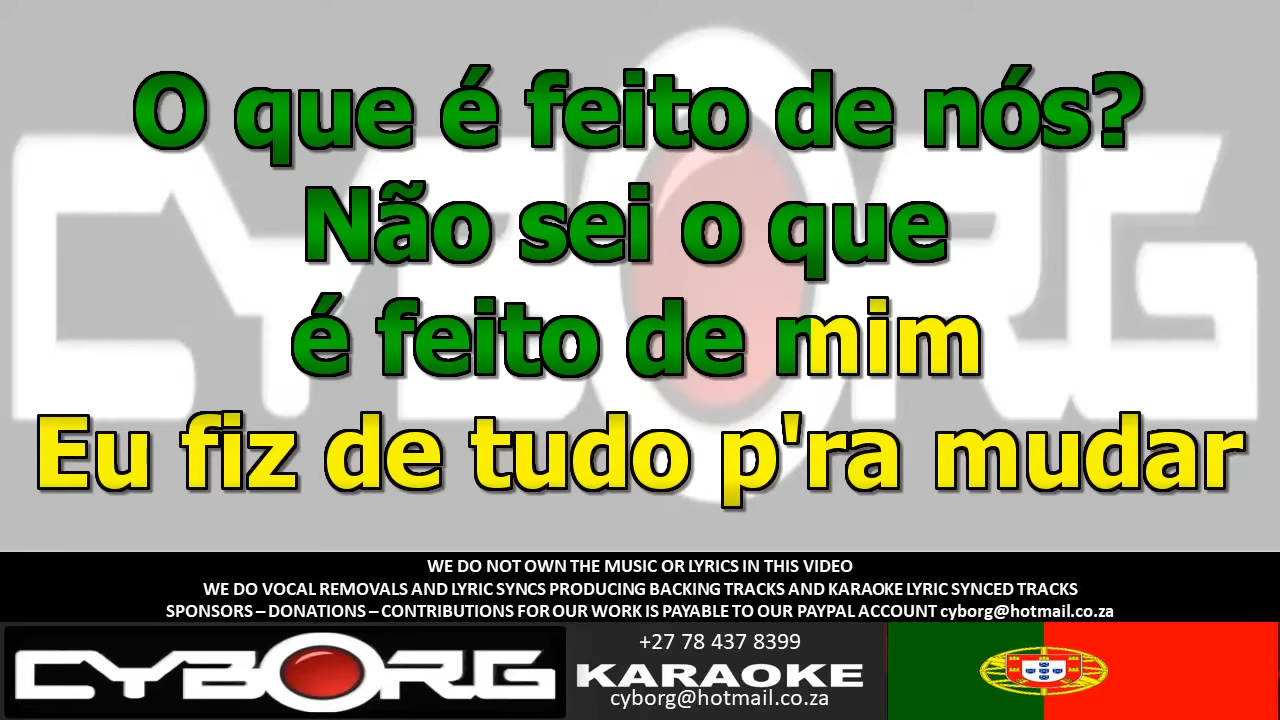 O que é feito de nós?
Não sei o que
é feito de mim
Eu fiz de tudo p'ra mudar
WE DO NOT OWN THE MUSIC OR LYRICS IN THIS VIDEO
WE DO VOCAL REMOVALS AND LYRIC SYNCS PRODUCING BACKING TRACKS AND KARAOKE LYRIC SYNCED TRACKS
SPONSORS – DONATIONS – CONTRIBUTIONS FOR OUR WORK IS PAYABLE TO OUR PAYPAL ACCOUNT cyborg@hotmail.co.za
CYBORG
+27 78 437 8399
KARAOKE
cyborg@hotmail.co.za
CYBORG